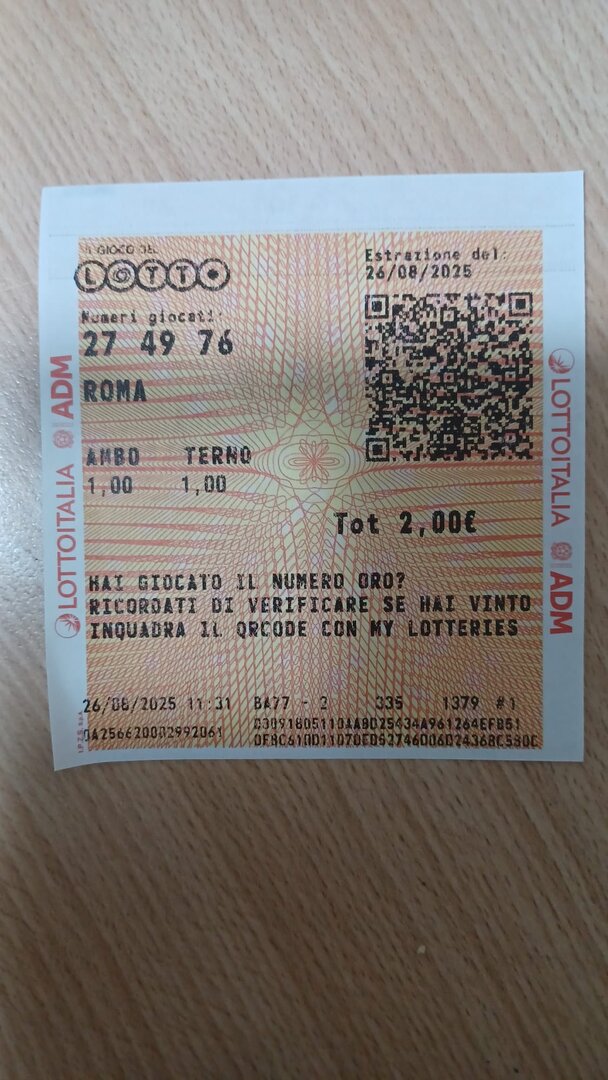 IL GIOCO DEL
LOTTO
Estrazione del:
26/08/2025
Numeri giocati:
27 49 76
ROMA
AMBO TERNO
1,00 1,00
Tot 2,00€
HAI GIOCATO IL NUMERO ORO?
RICORDATI DI VERIFICARE SE HAI VINTO
INQUADRA IL QRCODE CON MY LOTTERIES
26/08/2025 11:31 BA77 - 2 335 1379 #1
LOTTOITALIA ADM
LOTTOITALIA ADM